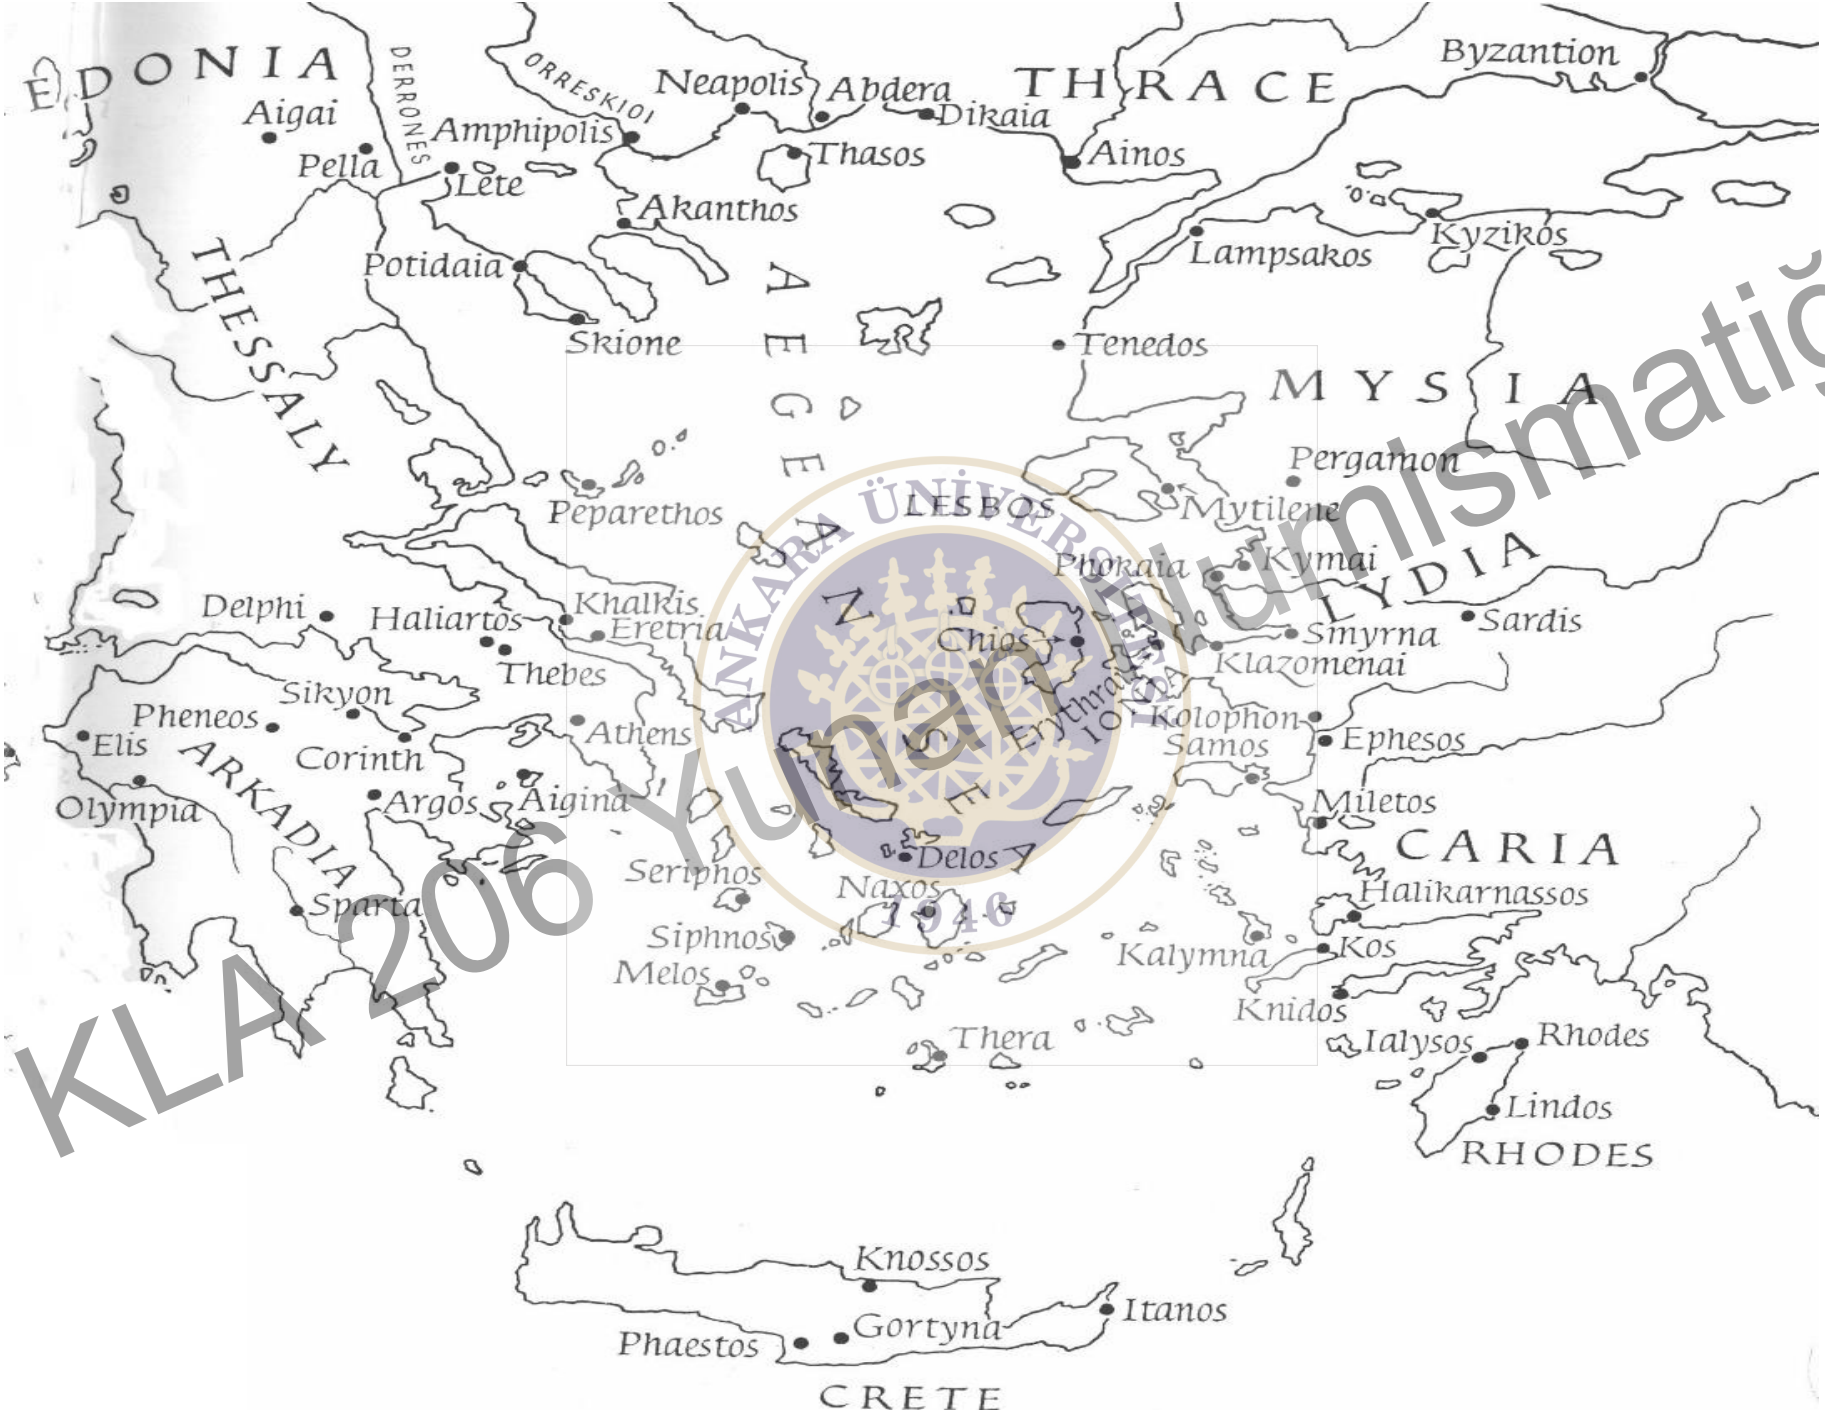 EDONIA
THRACE
Byzantion
DERRONES
ORRESKIOI
Neapolis
Abdera
Dikaia
Aigai
Amphipolis
Pella
Lete
Thasos
Ainos
Akanthos
Kyzikos
Lampsakos
Potidaia
THESSALY
AEGEAN SEA
Skione
Tenedos
MYSIA
Pergamon
Peparethos
LESBOS
Mytilene
Phokaia
Kymai
LYDIA
Delphi
Haliartos
Khalkis
Eretria
Chios
Smyrna
Sardis
Thebes
Klazomenai
Erythrai
IONIA
Sikyon
Pheneos
Elis
Athens
Kolophon
Samos
Ephesos
Corinth
ARKADIA
Olympia
Argos
Aigina
Miletos
CARIA
Delos
Seriphos
Naxos
Halikarnassos
Sparta
Siphnos
Kalymna
Kos
Melos
Knidos
Thera
Ialysos
Rhodes
Lindos
RHODES
Knossos
Itanos
Gortyna
Phaestos
CRETE
ANKARA ÜNİVERSİTESİ
1946
KLA 206 Yunan Numismatiğ